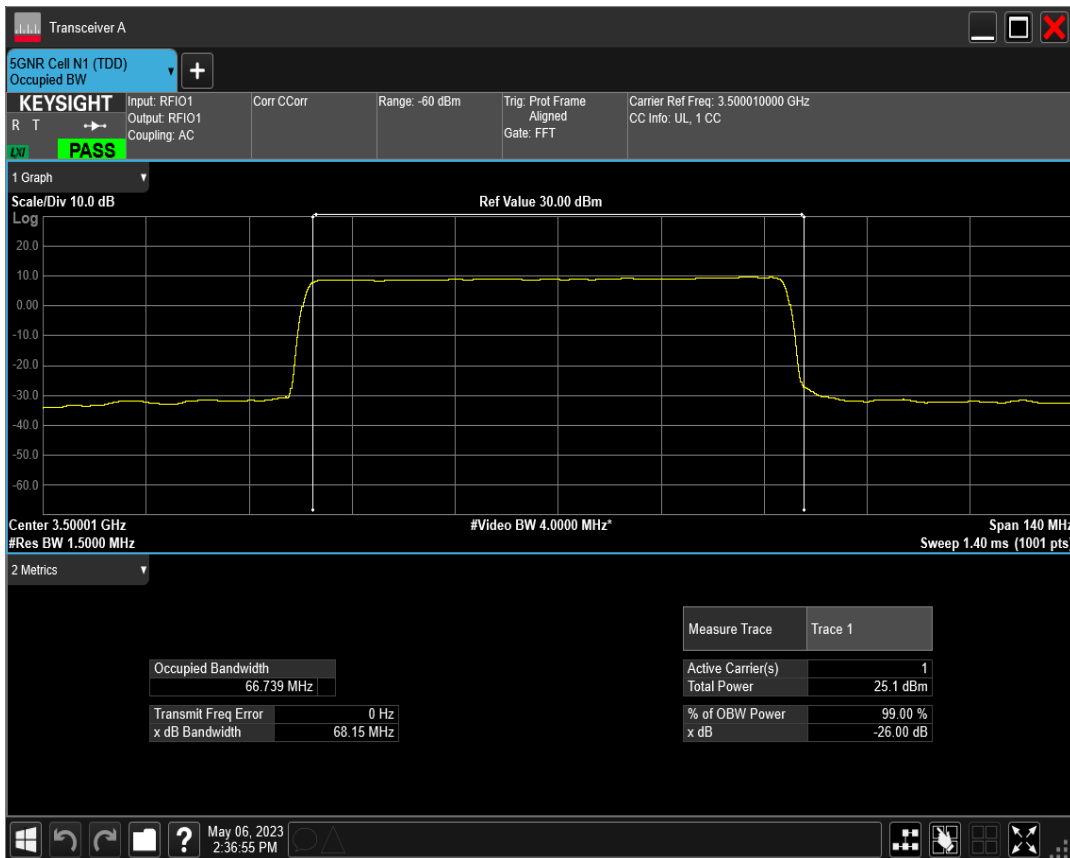 Transceiver A
5GNR Cell N1 (TDD)
Occupied BW
+
KEYSIGHT
R T
LXI
PASS
Input: RFIO1
Output: RFIO1
Coupling: AC
Corr CCorr
Range: -60 dBm
Trig: Prot Frame
Aligned
Gate: FFT
Carrier Ref Freq: 3.500010000 GHz
CC Info: UL, 1 CC
1 Graph
Scale/Div 10.0 dB
Ref Value 30.00 dBm
Log
20.0
10.0
0.00
-10.0
-20.0
-30.0
-40.0
-50.0
-60.0
Center 3.50001 GHz
#Video BW 4.0000 MHz*
Span 140 MHz
#Res BW 1.5000 MHz
Sweep 1.40 ms (1001 pts)
2 Metrics
Measure Trace Trace 1
Occupied Bandwidth
66.739 MHz
Active Carrier(s) 1
Total Power 25.1 dBm
Transmit Freq Error 0 Hz
x dB Bandwidth 68.15 MHz
% of OBW Power 99.00 %
x dB -26.00 dB
?
May 06, 2023
2:36:55 PM